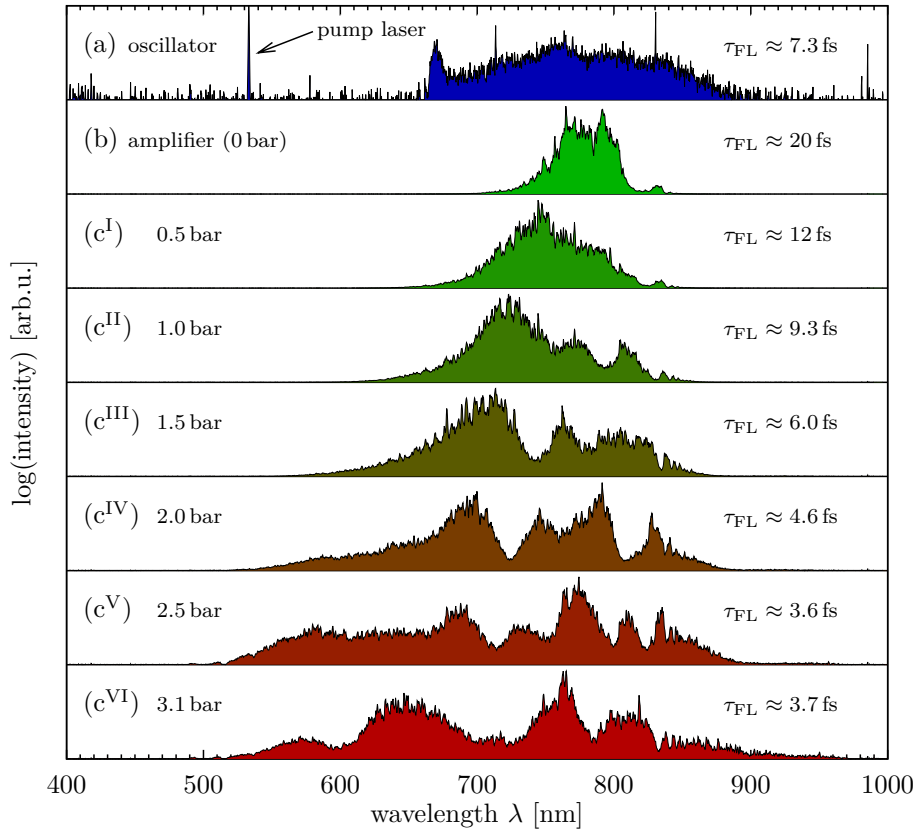 (a) oscillator
pump laser
τFL ≈ 7.3 fs
(b) amplifier (0 bar)
τFL ≈ 20 fs
(cI) 0.5 bar
τFL ≈ 12 fs
(cII) 1.0 bar
τFL ≈ 9.3 fs
(cIII) 1.5 bar
τFL ≈ 6.0 fs
(cIV) 2.0 bar
τFL ≈ 4.6 fs
(cV) 2.5 bar
τFL ≈ 3.6 fs
(cVI) 3.1 bar
τFL ≈ 3.7 fs
log(intensity) [arb.u.]
400 500 600 700 800 900 1000
wavelength λ [nm]